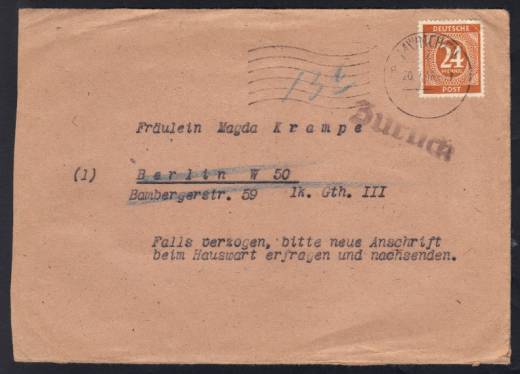 DEUTSCHE
24
PFENNIG
POST
Zurück
Fräulein Magda Krampe
(1) Berlin W 50
Bambergerstr. 59 lk. Gth. III
Falls verzogen, bitte neue Anschrift
beim Hauswart erfragen und nachsenden.